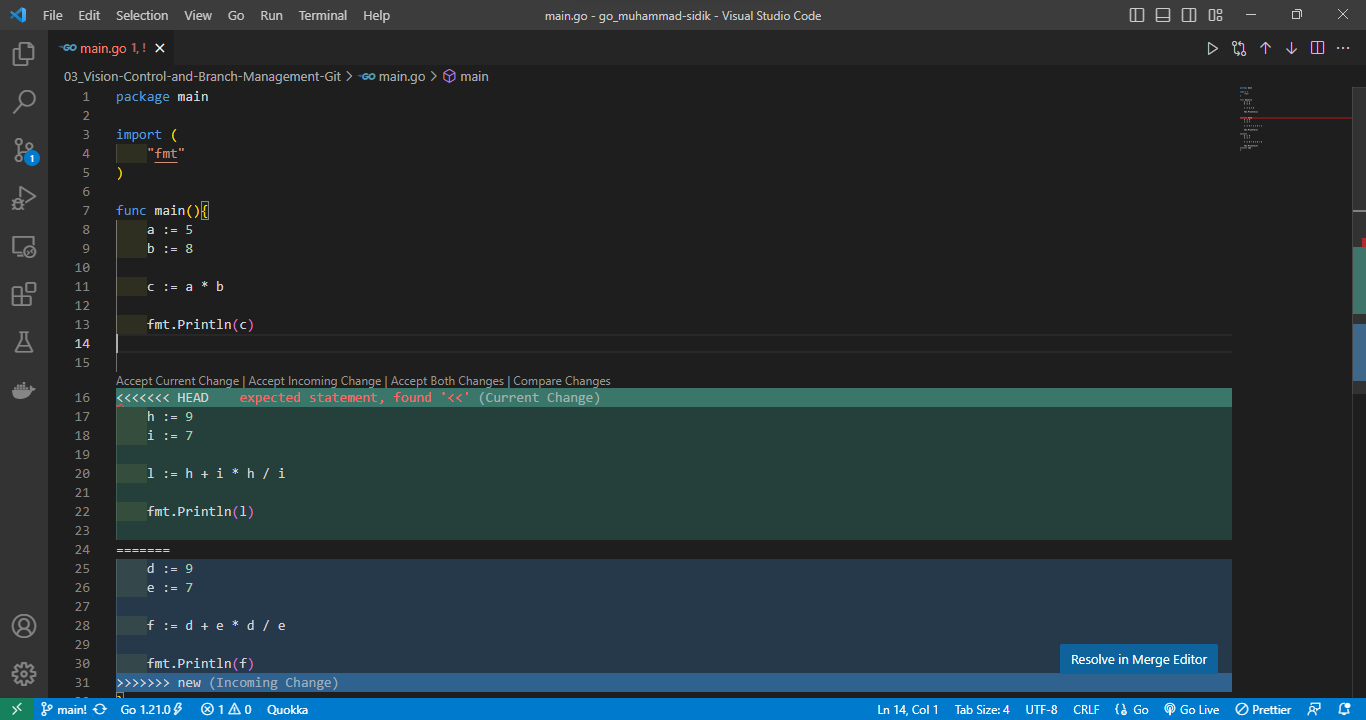 File Edit Selection View Go Run Terminal Help main.go - go_muhammad-sidik - Visual Studio Code
GO main.go 1, !
03_Vision-Control-and-Branch-Management-Git > GO main.go > main
1 package main
2
3 import (
4 "fmt"
5 )
6
7 func main(){
8 a := 5
9 b := 8
10
11 c := a * b
12
13 fmt.Println(c)
14
15
Accept Current Change | Accept Incoming Change | Accept Both Changes | Compare Changes
16 <<<<<<< HEAD expected statement, found '<<' (Current Change)
17 h := 9
18 i := 7
19
20 l := h + i * h / i
21
22 fmt.Println(l)
23
24 =======
25 d := 9
26 e := 7
27
28 f := d + e * d / e
29
30 fmt.Println(f)
Resolve in Merge Editor
31 >>>>>>> new (Incoming Change)
1
main! Go 1.21.0 1 0 Quokka Ln 14, Col 1 Tab Size: 4 UTF-8 CRLF Go Go Live Prettier